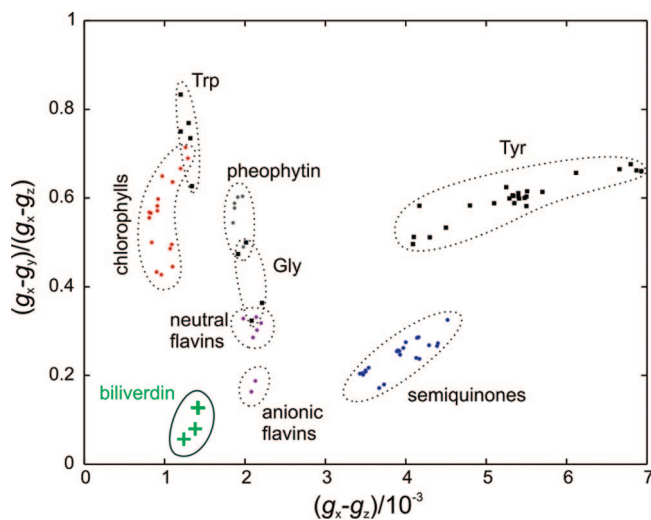 1
0.8
0.6
0.4
0.2
0
(gx-gy)/(gx-gz)
Trp
chlorophylls
pheophytin
Gly
neutral
flavins
anionic
flavins
biliverdin
Tyr
semiquinones
0 1 2 3 4 5 6 7
(gx-gz)/10-3